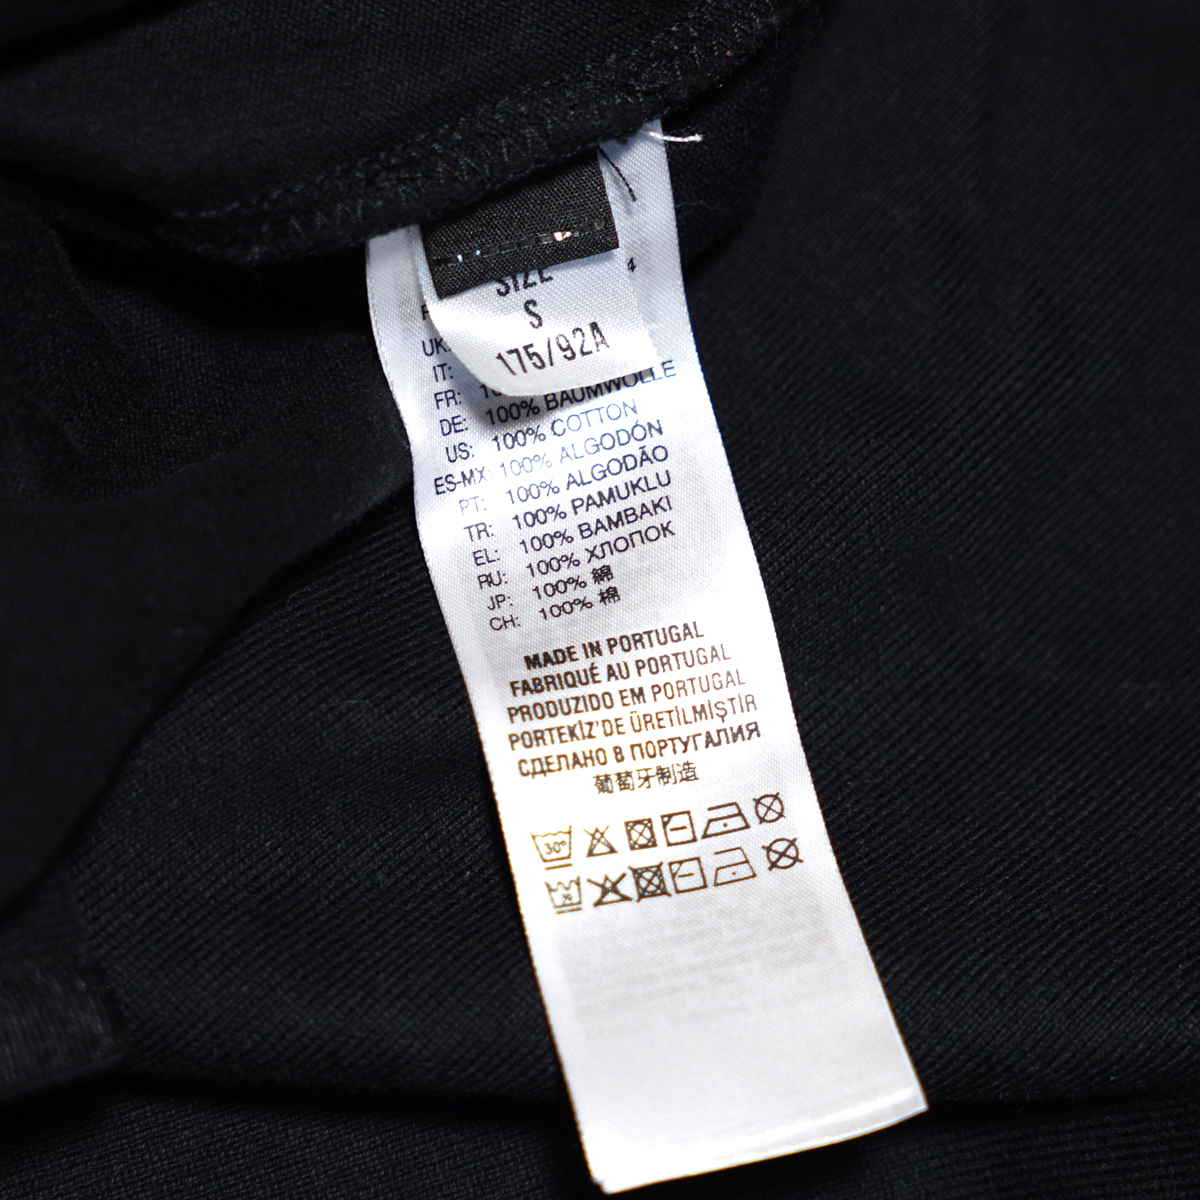 SIZE
S
175/92A
4
UK:
IT:
FR: 10
DE: 100% BAUMWOLLE
US: 100% COTTON
ES-MX: 100% ALGODÓN
PT: 100% ALGODÃO
TR: 100% PAMUKLU
EL: 100% BAMBAKI
RU: 100% ХЛОПОК
JP: 100% 綿
CH: 100% 棉
MADE IN PORTUGAL
FABRIQUÉ AU PORTUGAL
PRODUZIDO EM PORTUGAL
PORTEKİZ'DE ÜRETİLMİŞTİR
СДЕЛАНО В ПОРТУГАЛИЯ
葡萄牙制造
30°